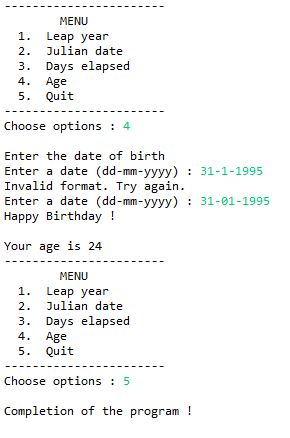 -----------------------
MENU
1. Leap year
2. Julian date
3. Days elapsed
4. Age
5. Quit
-----------------------
Choose options : 4
Enter the date of birth
Enter a date (dd-mm-yyyy) : 31-1-1995
Invalid format. Try again.
Enter a date (dd-mm-yyyy) : 31-01-1995
Happy Birthday !
Your age is 24
-----------------------
MENU
1. Leap year
2. Julian date
3. Days elapsed
4. Age
5. Quit
-----------------------
Choose options : 5
Completion of the program !